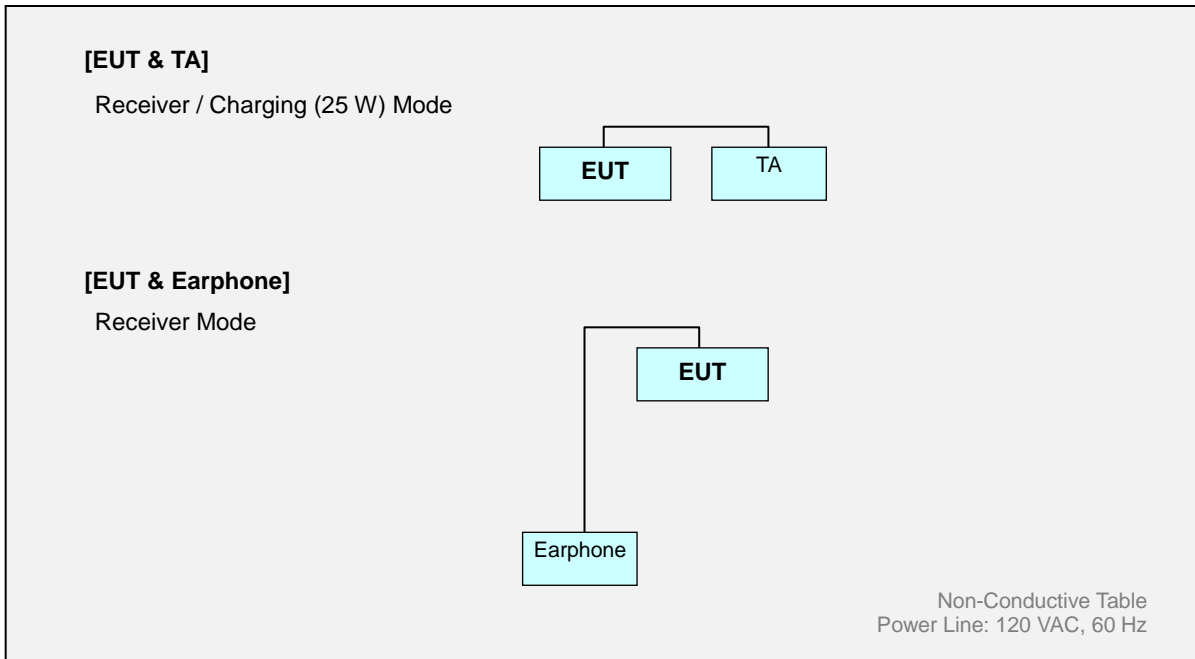 [EUT & TA]
Receiver / Charging (25 W) Mode
EUT
TA
[EUT & Earphone]
Receiver Mode
EUT
Earphone
Non-Conductive Table
Power Line: 120 VAC, 60 Hz